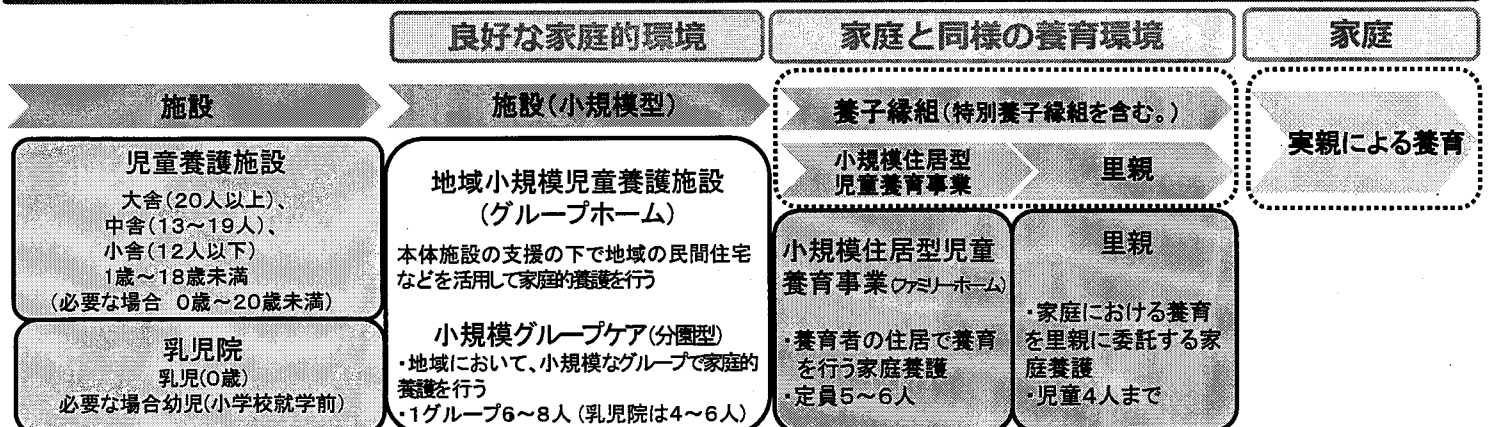 良好な家庭的環境
家庭と同様の養育環境
家庭
施設
施設(小規模型)
養子縁組(特別養子縁組を含む。)
小規模住居型
児童養育事業
里親
実親による養育
児童養護施設
大舎(20人以上)、
中舎(13～19人)、
小舎(12人以下)
1歳～18歳未満
(必要な場合 0歳～20歳未満)
乳児院
乳児(0歳)
必要な場合幼児(小学校就学前)
地域小規模児童養護施設
(グループホーム)
本体施設の支援の下で地域の民間住宅
などを活用して家庭的養護を行う
小規模グループケア(分園型)
・地域において、小規模なグループで家庭的
養護を行う
・1グループ6～8人(乳児院は4～6人)
小規模住居型児童
養育事業(ファミリーホーム)
・養育者の住居で養育
を行う家庭養護
・定員5～6人
里親
・家庭における養育
を里親に委託する家
庭養護
・児童4人まで